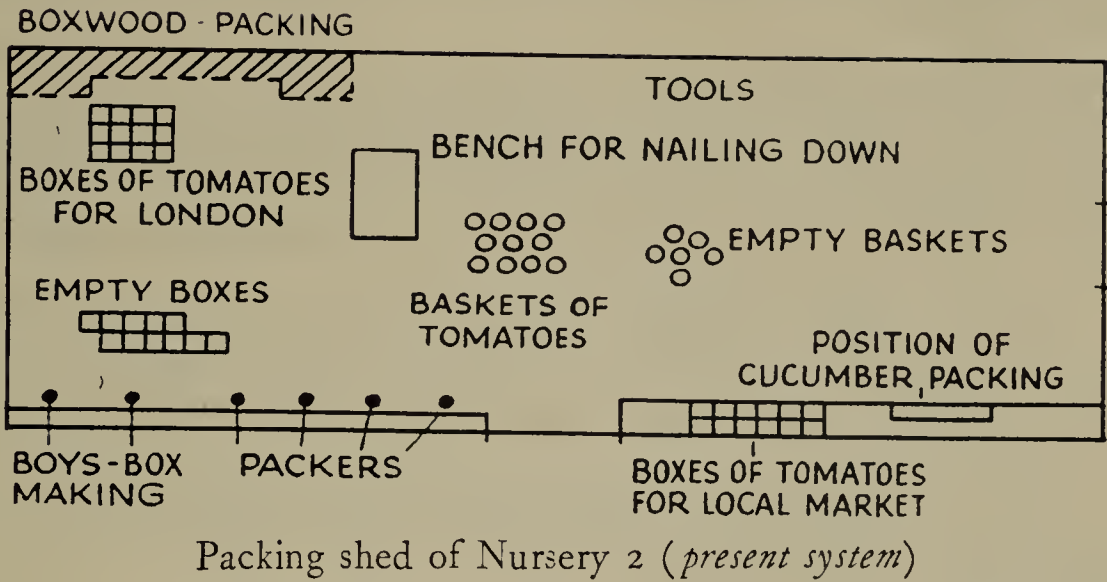 BOXWOOD - PACKING
TOOLS
BENCH FOR NAILING DOWN
BOXES OF TOMATOES
FOR LONDON
EMPTY BASKETS
EMPTY BOXES
BASKETS OF
TOMATOES
POSITION OF
CUCUMBER PACKING
BOYS-BOX
MAKING
PACKERS
BOXES OF TOMATOES
FOR LOCAL MARKET
Packing shed of Nursery 2 (present system)